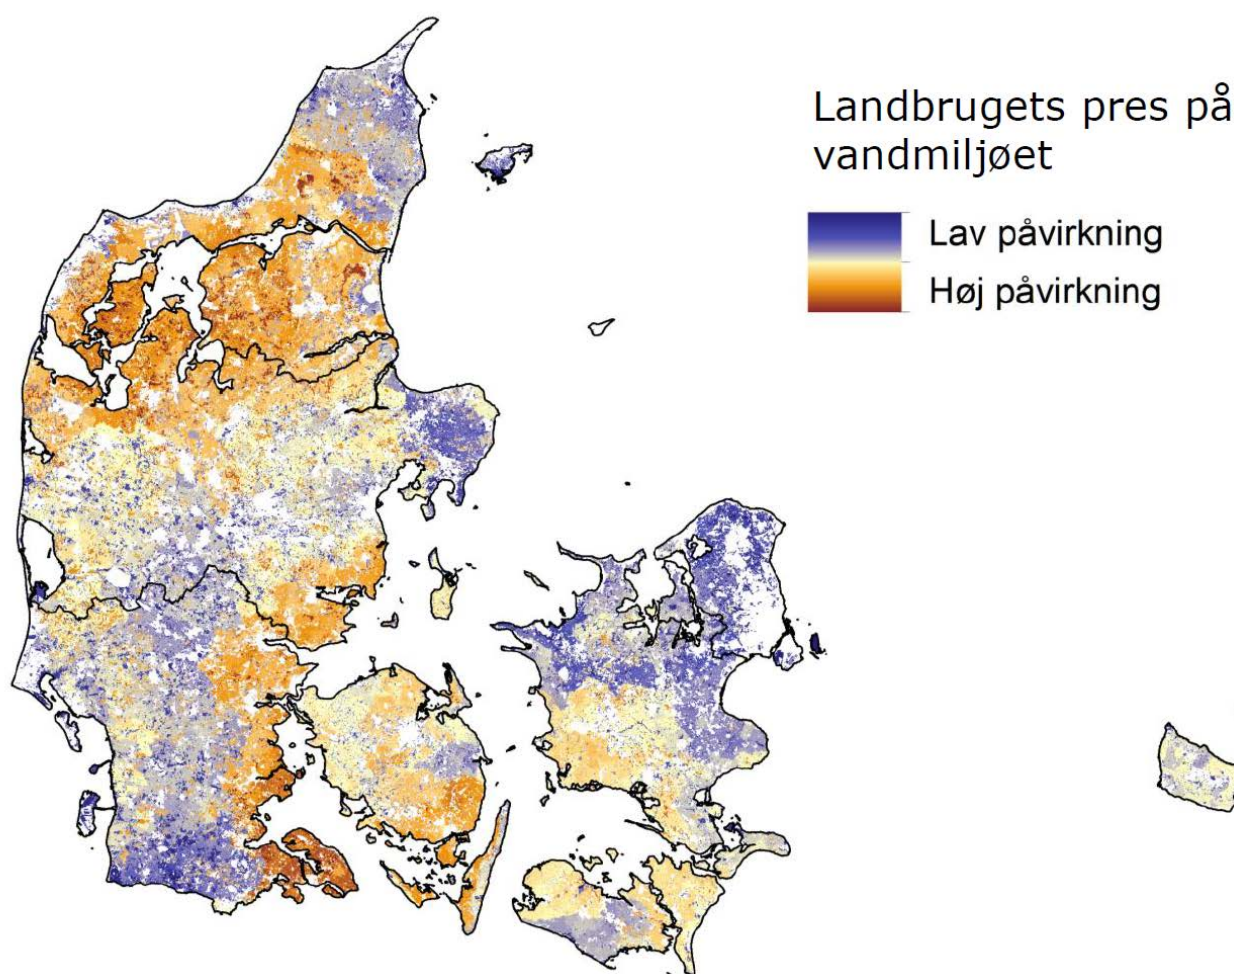 Landbrugets pres på
vandmiljøet
Lav påvirkning
Høj påvirkning